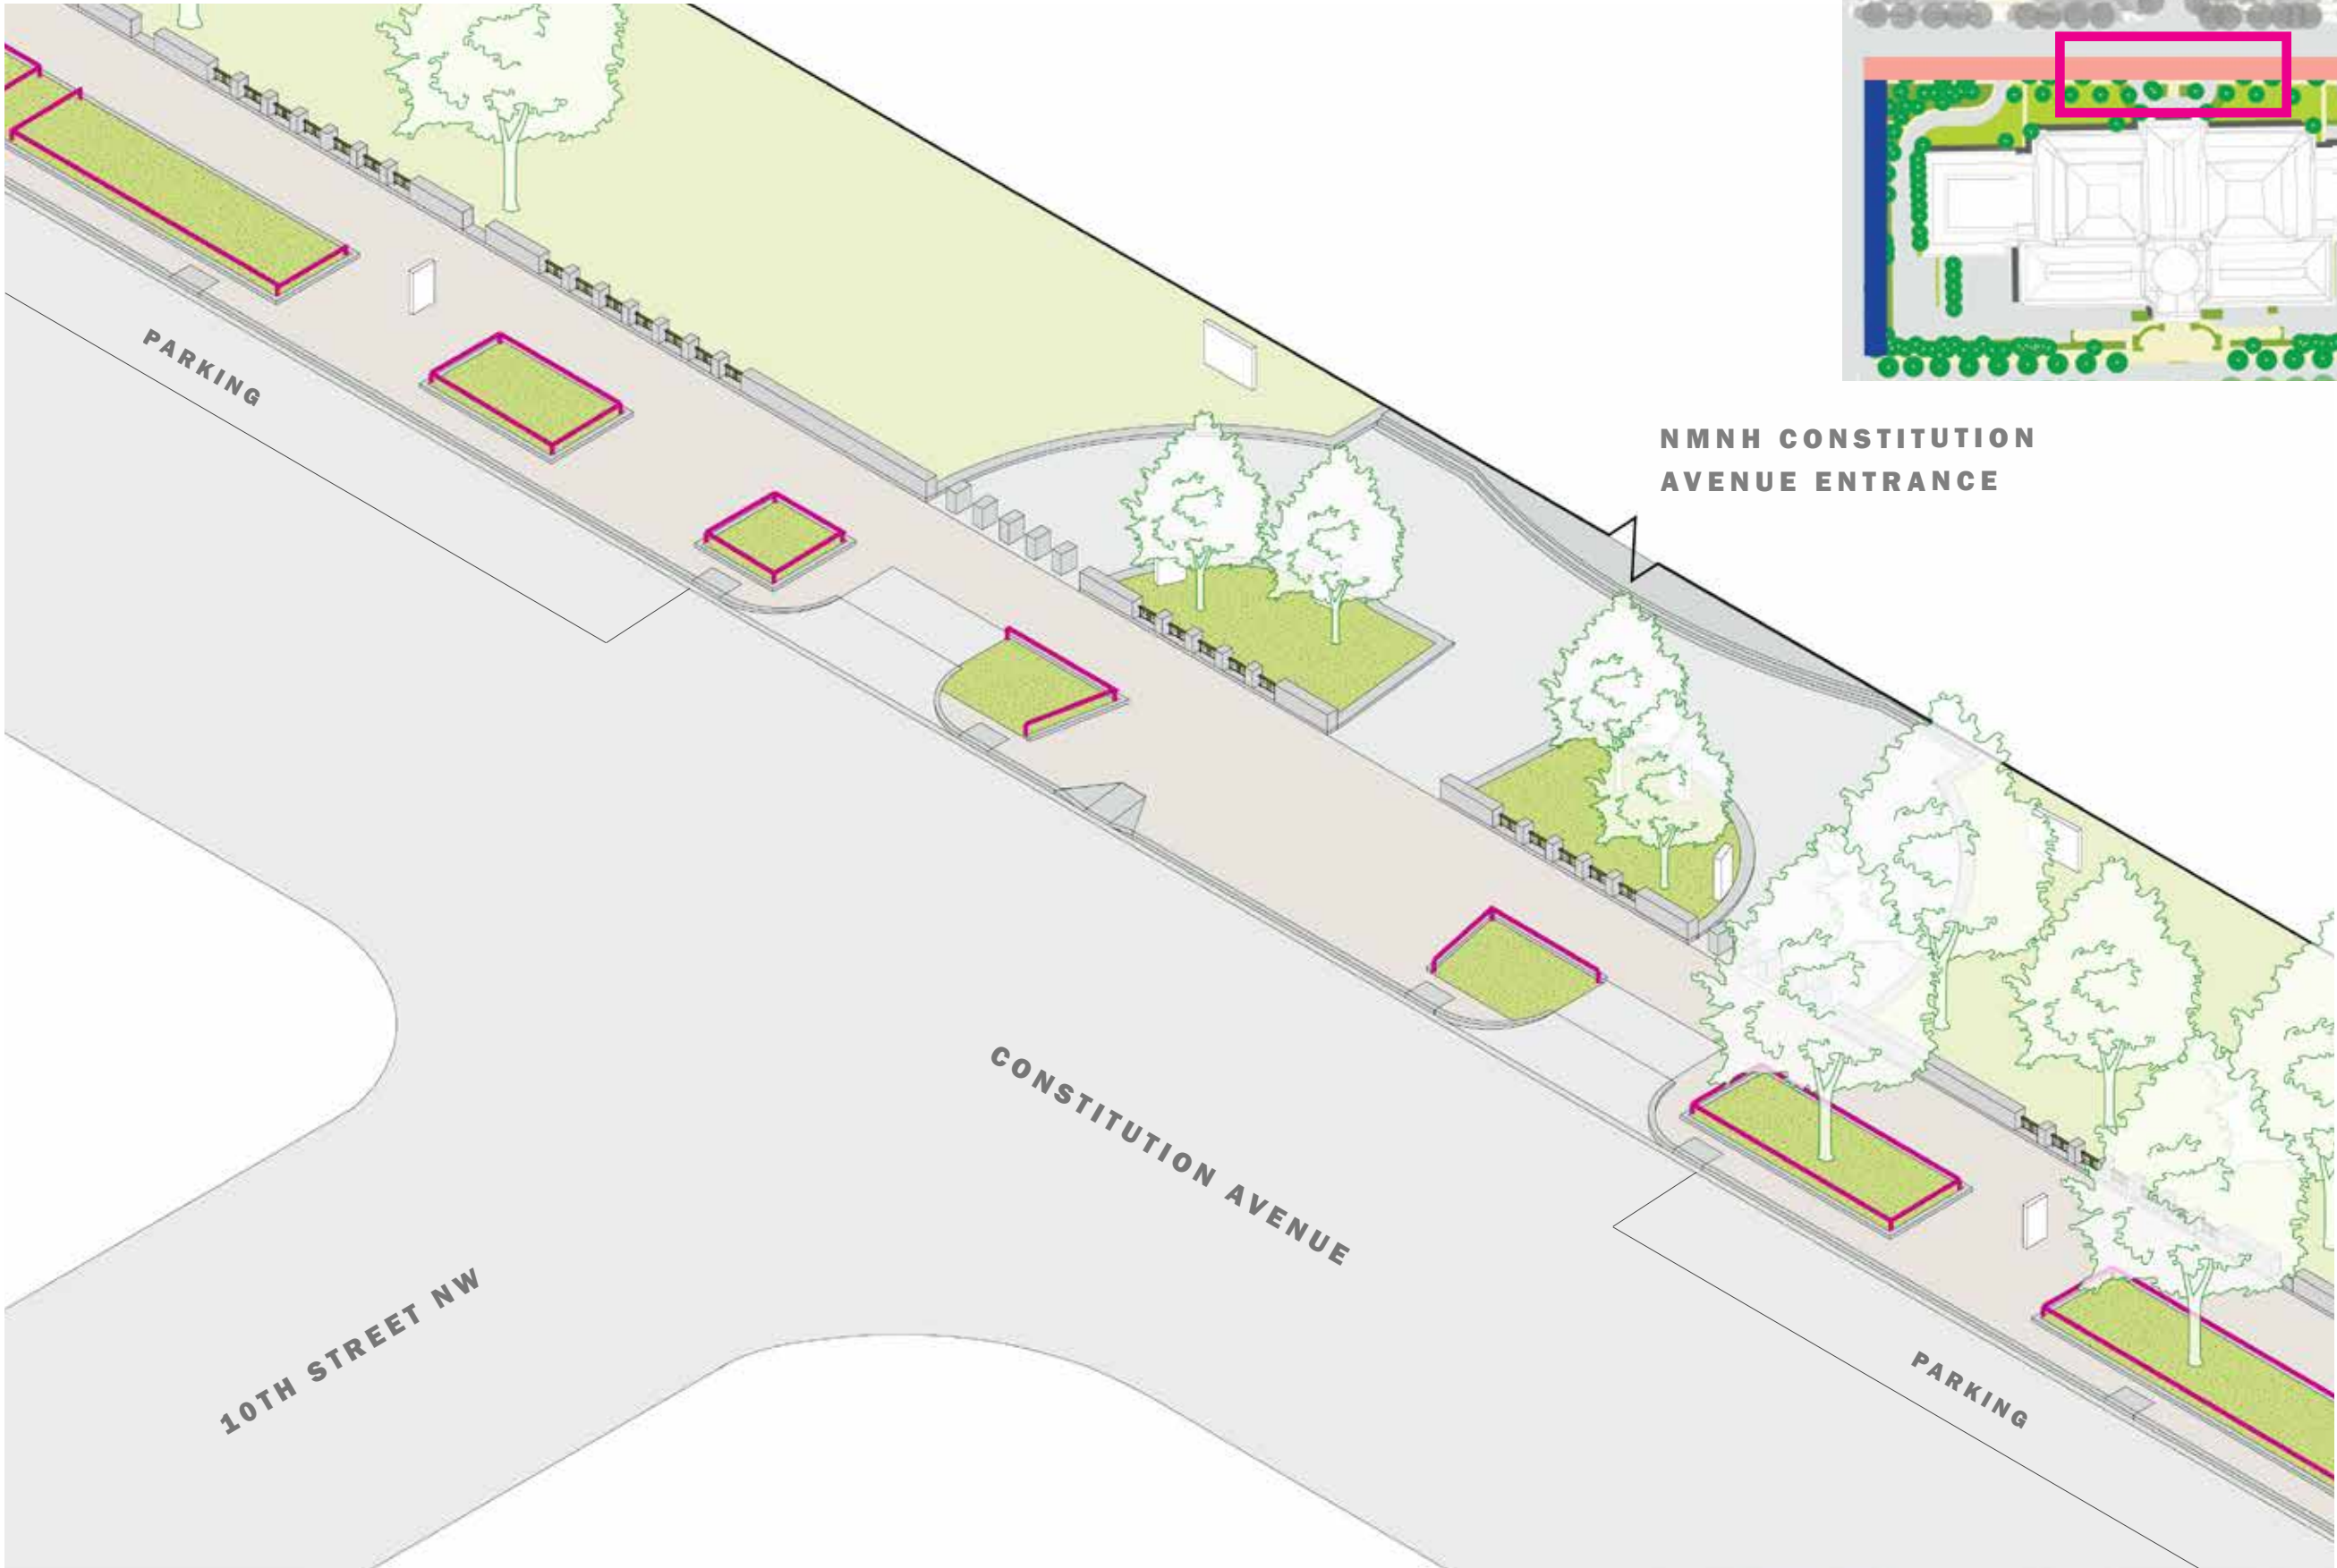 PARKING
NMNH CONSTITUTION
AVENUE ENTRANCE
CONSTITUTION AVENUE
10TH STREET NW
PARKING